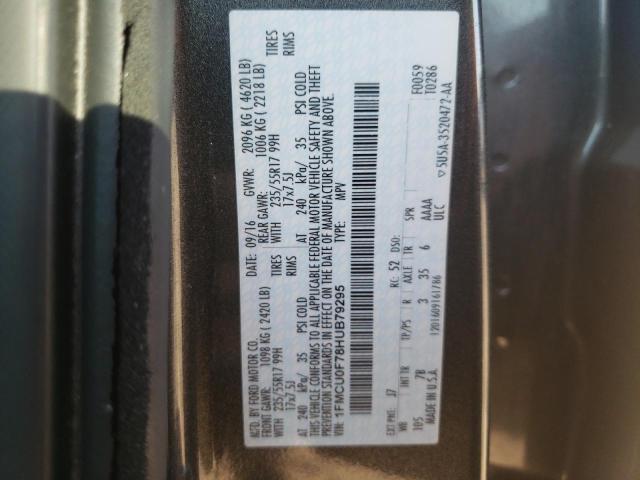 MFD. BY FORD MOTOR CO.
DATE: 09/16 GVWR: 2096 KG ( 4620 LB)
FRONT GAWR: 1098 KG ( 2420 LB) REAR GAWR: 1006 KG ( 2218 LB)
WITH 235/55R17 99H TIRES WITH 235/55R17 99H TIRES
17x7.5J RIMS 17x7.5J RIMS
AT 240 kPa/ 35 PSI COLD AT 240 kPa/ 35 PSI COLD
THIS VEHICLE CONFORMS TO ALL APPLICABLE FEDERAL MOTOR VEHICLE SAFETY AND THEFT
PREVENTION STANDARDS IN EFFECT ON THE DATE OF MANUFACTURE SHOWN ABOVE.
VIN: 1FMCU0F78HUB79295 TYPE: MPV
EXT PNT: J7 RC: 52 DSO: F0059
T0286
WB INT TR TP/PS R AXLE TR SPR
105 7B 3 35 6 AAAA
ULC
MADE IN U.S.A. 1201609161786 ▽5U5A-3520472-AA